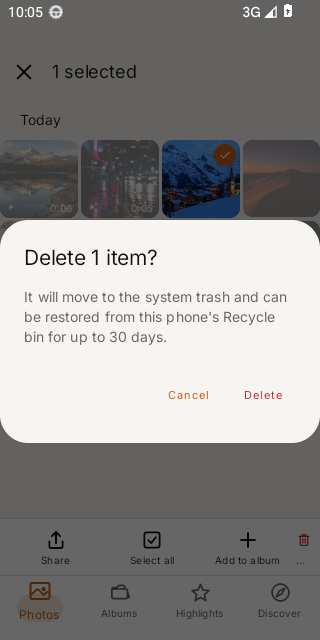 10:05
3G
1 selected
Today
0:06
0:05
Delete 1 item?
It will move to the system trash and can
be restored from this phone's Recycle
bin for up to 30 days.
Cancel
Delete
Share
Select all
Add to album
...
Photos
Albums
Highlights
Discover